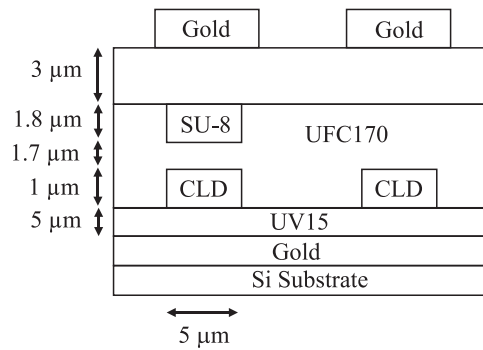 Gold Gold
3 µm
1.8 µm SU-8
UFC170
1.7 µm
1 µm CLD CLD
5 µm UV15
Gold
Si Substrate
5 µm